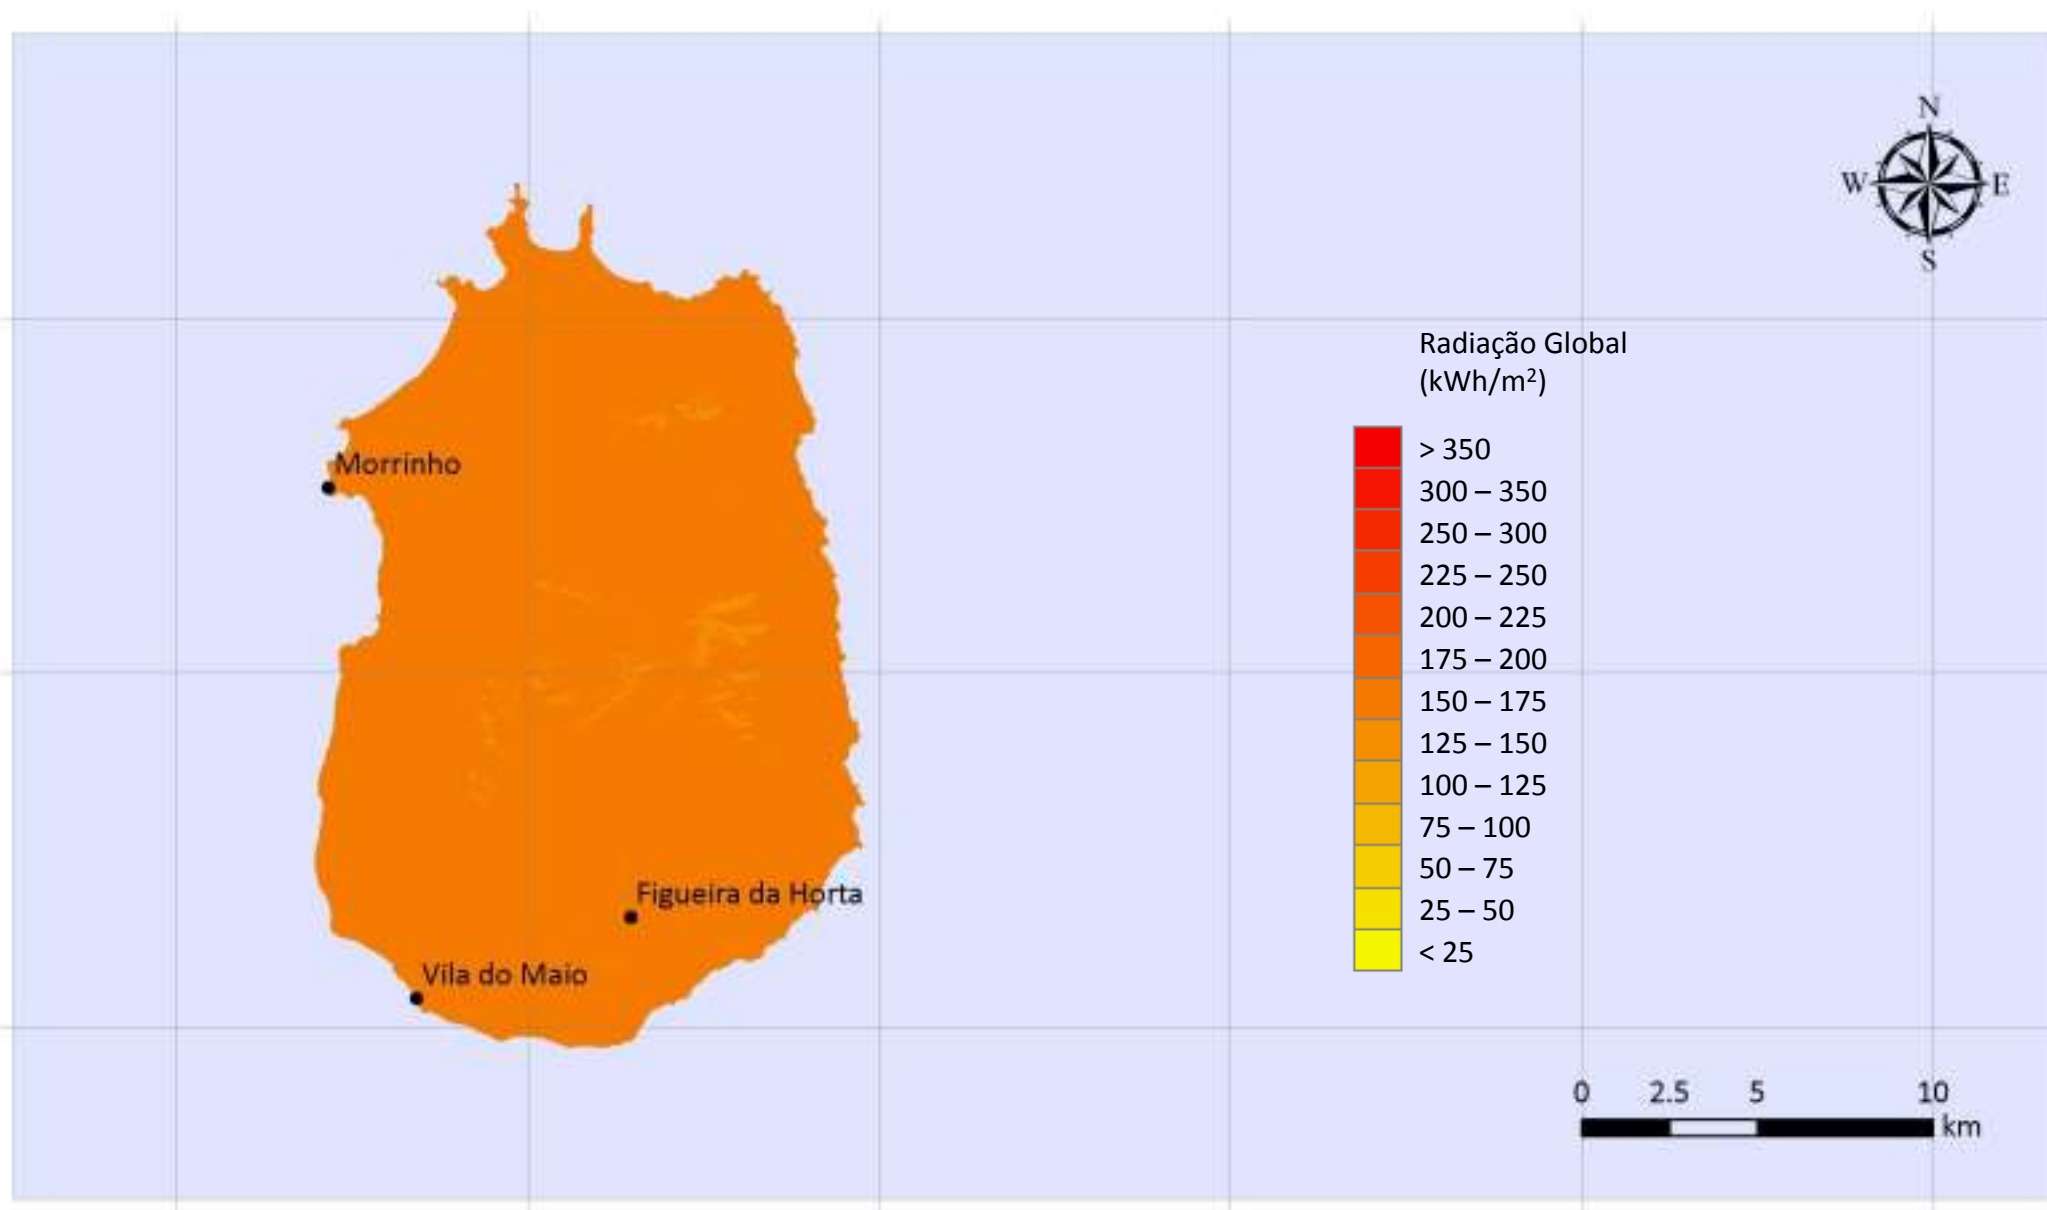 N
W
E
S
Radiação Global
(kWh/m²)
> 350
300 – 350
250 – 300
225 – 250
200 – 225
175 – 200
150 – 175
125 – 150
100 – 125
75 – 100
50 – 75
25 – 50
< 25
Morrinho
Figueira da Horta
Vila do Maio
0 2.5 5 10
km